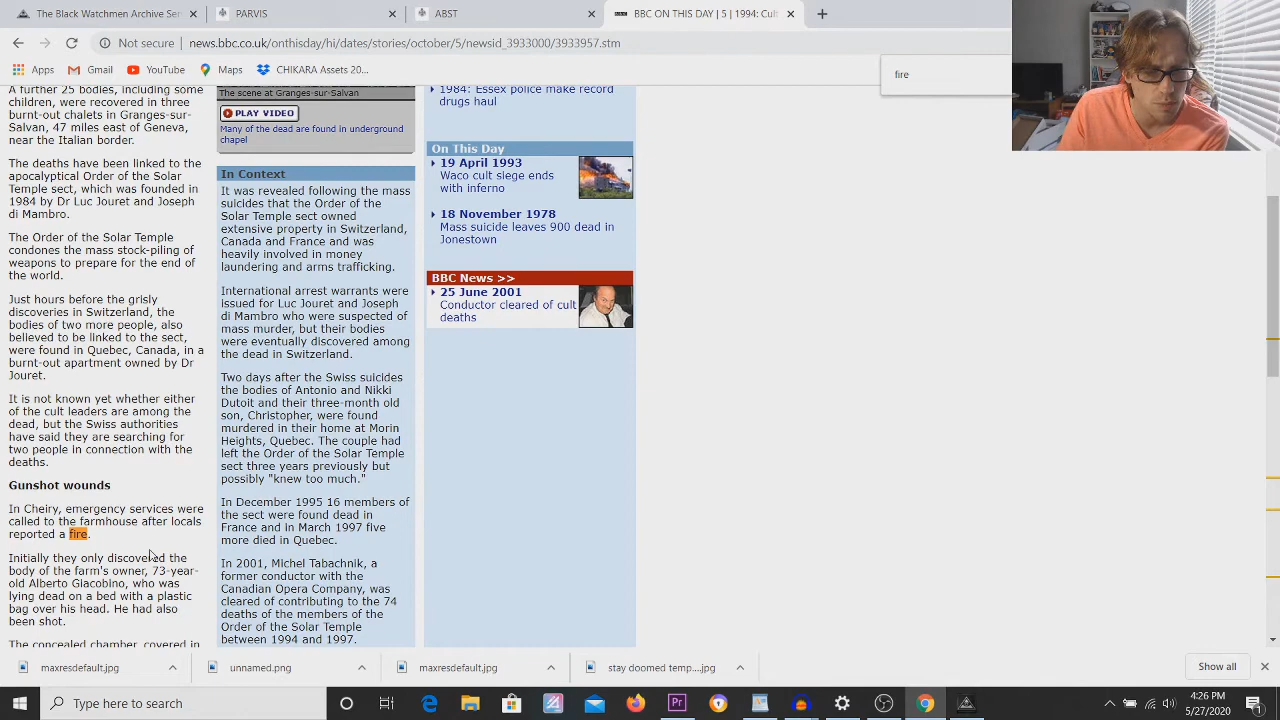 The Black Watchmen Archive Ser
PARVIS
ABST
BBC ON THIS DAY | 5 | 1994: Cult
Not secure
news.bbc.co.uk/onthisday/hi/dates/stories/
ober/5/newsid_3933000/3933957.stm
Apps
Gmail
YouTube
Maps
CHIKARA Assets 20...
fire
A further 25 bodies, including some
children, were recovered in three
burnt-out chalets in Granges-sur-
Salvan, 47 miles east of Geneva,
near the Italian border.
The deaths have been linked to the
apocalyptical Order of the Solar
Temple sect, which was founded in
1984 by Dr Luc Jouret and Joseph
di Mambro.
The Order of the Solar Temple
condones the mass stock-piling of
weapons to prepare for the end of
the world.
Just hours before the grisly
discoveries in Switzerland, the
bodies of two more people, also
believed to be linked to the sect,
were found in Quebec, Canada, in a
burnt-out apartment owned by Dr
Jouret.
It is not known yet whether either
of the cult leaders are among the
dead, but the Swiss authorities
have said they are searching for
two people in connection with the
deaths.
Gunshot wounds
In Cheiry, emergency services were
called to the farmhouse after locals
reported a fire.
Initially the only discovered the
body of the farm's owner, 73-year-
old Alberto Giacobino, who was
lying dead on a bed with a plastic
bag over his head. He had also
been shot.
The concealed chamber, covered in
The scene at Granges-sur-Salvan
PLAY VIDEO
Many of the dead are found in underground
chapel
In Context
It was revealed following the mass
suicides that the Order of the
Solar Temple sect owned
extensive property in Switzerland,
Canada and France and was
heavily involved in money
laundering and arms trafficking.
International arrest warrants were
issued for Luc Jouret and Joseph
di Mambro who were suspected of
mass murder, but their bodies
were eventually discovered among
the dead in Switzerland.
Two days after the Swiss suicides
the bodies of Antonio and Nikki
Dutoit and their three-month old
son, Christopher, were found
murdered in their home at Morin
Heights, Quebec. The couple had
left the Order of the Solar Temple
sect three years previously but
possibly "knew too much."
In December 1995 16 members of
the sect were found dead in
France and in March 1997 five
more died in Quebec.
In 2001, Michel Tabachnik, a
former conductor with the
Canadian Opera Company, was
cleared of contributing to the 74
deaths of the members of the
Order of the Solar Temple
between 1994 and 1997.
1984: Essex police make record
drugs haul
On This Day
19 April 1993
Waco cult siege ends
with inferno
18 November 1978
Mass suicide leaves 900 dead in
Jonestown
BBC News >>
25 June 2001
Conductor cleared of cult
deaths
maxresdefault.jpg
unnamed.png
maxresdefault.jpg
stay doomed temp....jpg
Show all
Type here to search
Pr
4:26 PM
5/27/2020